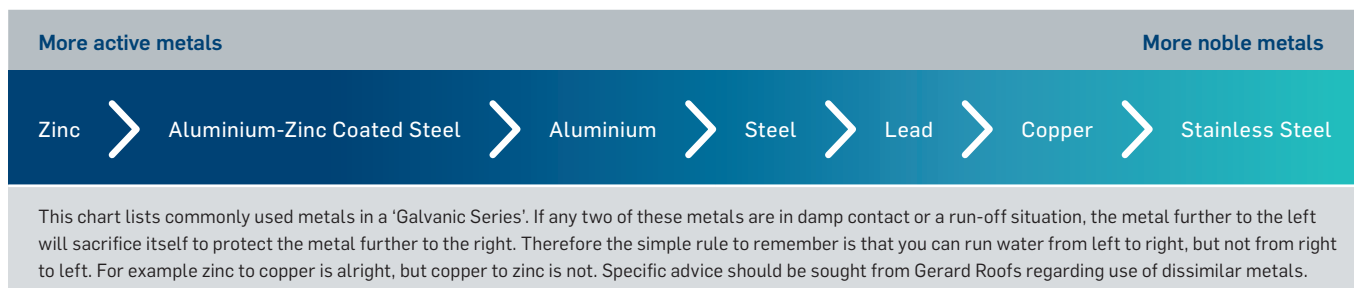 More active metals More noble metals
Zinc Aluminium-Zinc Coated Steel Aluminium Steel Lead Copper Stainless Steel
This chart lists commonly used metals in a ‘Galvanic Series’. If any two of these metals are in damp contact or a run-off situation, the metal further to the left
will sacrifice itself to protect the metal further to the right. Therefore the simple rule to remember is that you can run water from left to right, but not from right
to left. For example zinc to copper is alright, but copper to zinc is not. Specific advice should be sought from Gerard Roofs regarding use of dissimilar metals.